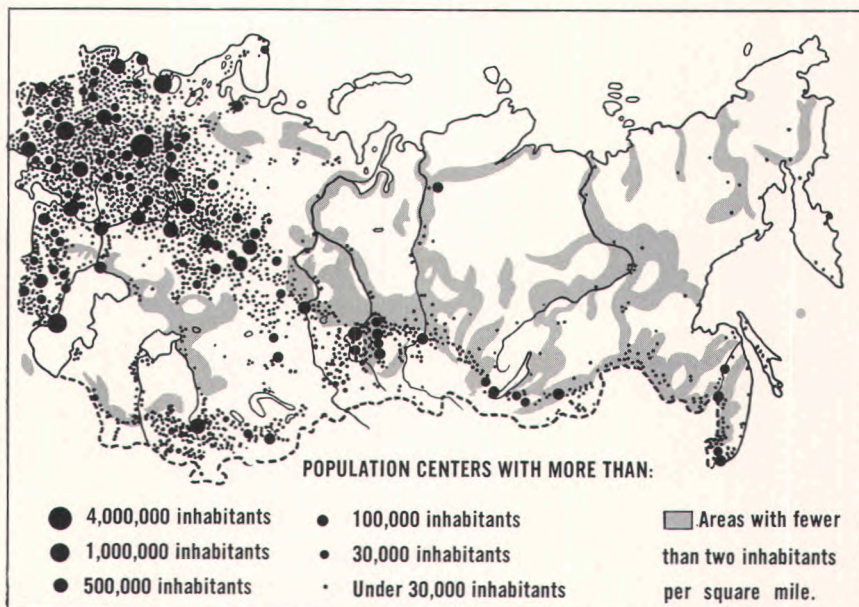 POPULATION CENTERS WITH MORE THAN:
4,000,000 inhabitants
1,000,000 inhabitants
500,000 inhabitants
100,000 inhabitants
30,000 inhabitants
Under 30,000 inhabitants
Areas with fewer
than two inhabitants
per square mile.